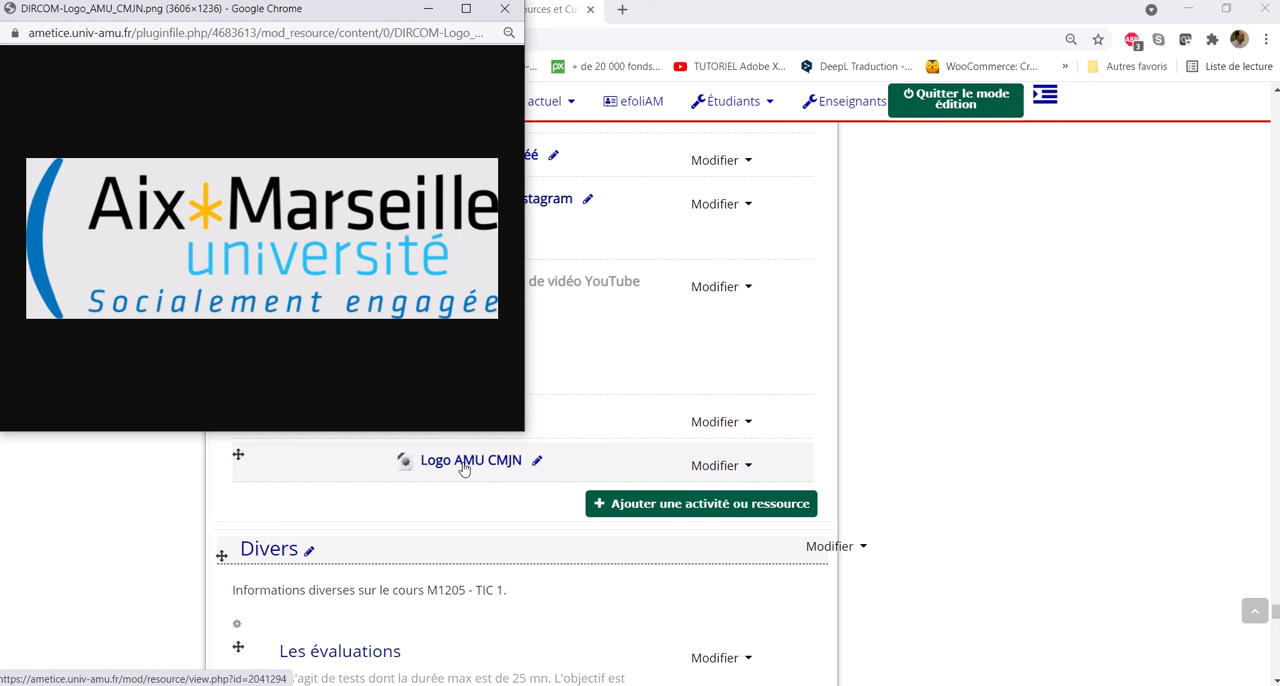 DIRCOM-Logo_AMU_CMJN.png (3606×1236) - Google Chrome
ametice.univ-amu.fr/pluginfile.php/4683613/mod_resource/content/0/DIRCOM-Logo_...
Aix*Marseille
université
Socialement engagée
ources et Cul
3
+ de 20 000 fonds...
TUTORIEL Adobe X...
DeepL Traduction -...
WooCommerce: Cr...
»
Autres favoris
Liste de lecture
actuel
efoliAM
Étudiants
Enseignants
Quitter le mode
édition
éé
Modifier
stagram
Modifier
de vidéo YouTube
Modifier
Modifier
Logo AMU CMJN
Modifier
+ Ajouter une activité ou ressource
Divers
Modifier
Informations diverses sur le cours M1205 - TIC 1.
Les évaluations
Modifier
'agit de tests dont la durée max est de 25 mn. L'objectif est
https://ametice.univ-amu.fr/mod/resource/view.php?id=2041294